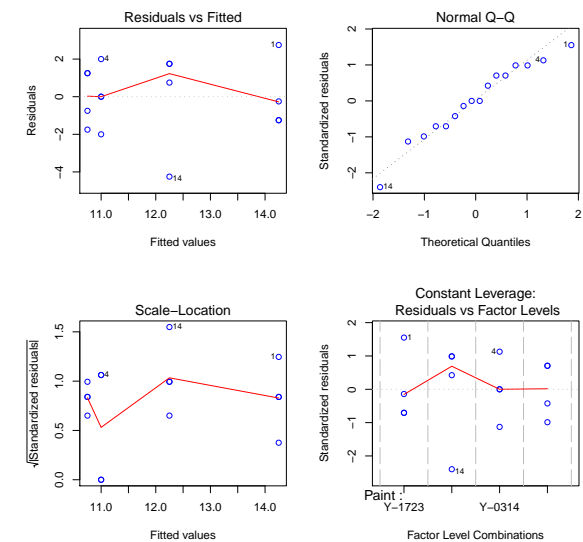 Residuals vs Fitted
Residuals
2
0
−2
−4
4
1
14
11.0 12.0 13.0 14.0
Fitted values
Normal Q−Q
Standardized residuals
2
1
0
−1
−2
4
1
14
−2 −1 0 1 2
Theoretical Quantiles
Scale−Location
√|Standardized residuals|
1.5
1.0
0.5
0.0
14
4
1
11.0 12.0 13.0 14.0
Fitted values
Constant Leverage:
Residuals vs Factor Levels
Standardized residuals
2
1
0
−1
−2
1
4
14
Paint :
Y−1723 Y−0314
Factor Level Combinations